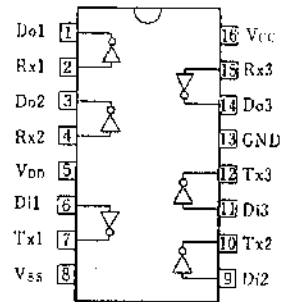 Do1 1
Rx1 2
Do2 3
Rx2 4
VDD 5
Di1 6
Tx1 7
VSS 8
16 VCC
15 Rx3
14 Do3
13 GND
12 Tx3
11 Di3
10 Tx2
9 Di2